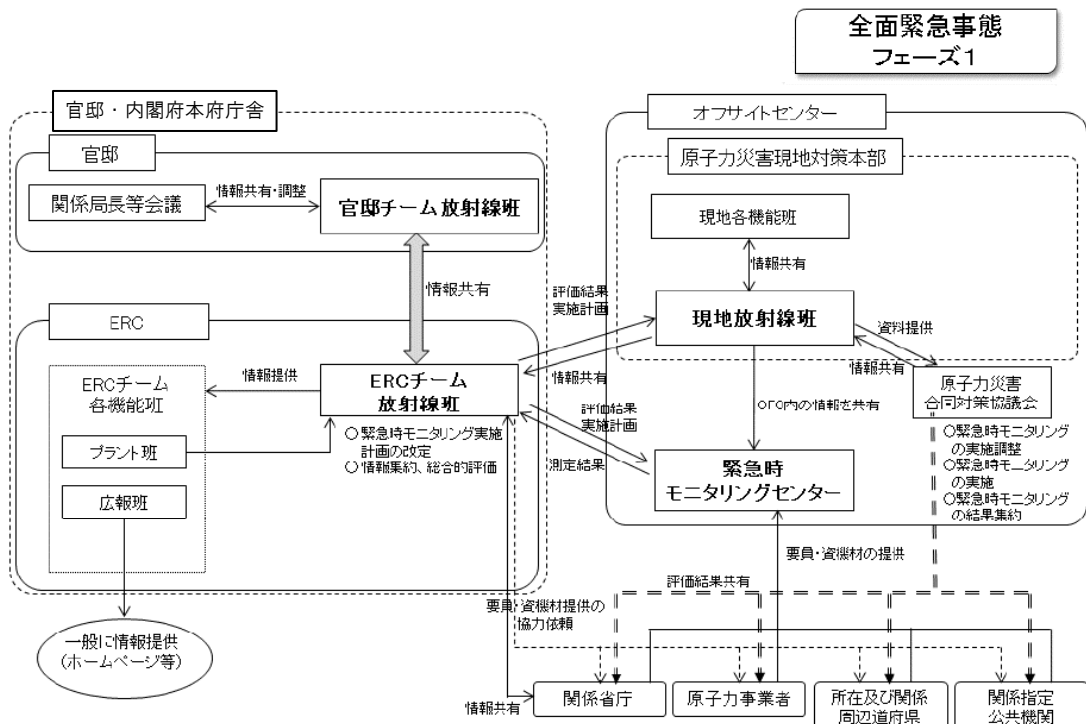 全面緊急事態
フェーズ1
官邸・内閣府本府庁舎
官邸
関係局長等会議
情報共有・調整
官邸チーム放射線班
情報共有
ERC
ERCチーム
各機能班
プラント班
広報班
情報提供
ERCチーム
放射線班
○緊急時モニタリング実施
計画の改定
○情報集約、総合的評価
一般に情報提供
(ホームページ等)
オフサイトセンター
原子力災害現地対策本部
現地各機能班
情報共有
現地放射線班
評価結果
実施計画
情報共有
資料提供
情報共有
原子力災害
合同対策協議会
○緊急時モニタリング
の実施調整
○緊急時モニタリング
の実施
○緊急時モニタリング
の結果集約
OFC内の情報を共有
評価結果
実施計画
測定結果
緊急時
モニタリングセンター
要員・資機材の提供
評価結果共有
要員・資機材提供の
協力依頼
情報共有
関係省庁
原子力事業者
所在及び関係
周辺道府県
関係指定
公共機関